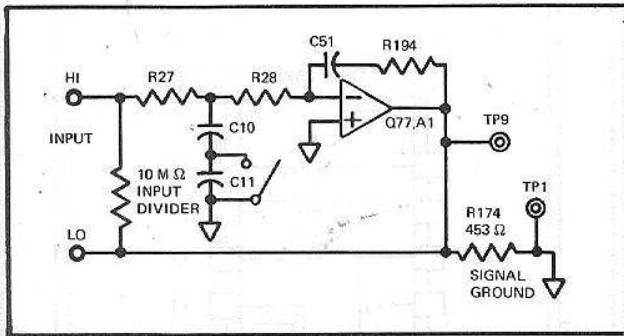 C51
R194
HI
R27
R28
−
+
Q77,A1
C10
TP9
INPUT
10 M Ω
INPUT
DIVIDER
C11
TP1
R174
453 Ω
LO
SIGNAL
GROUND